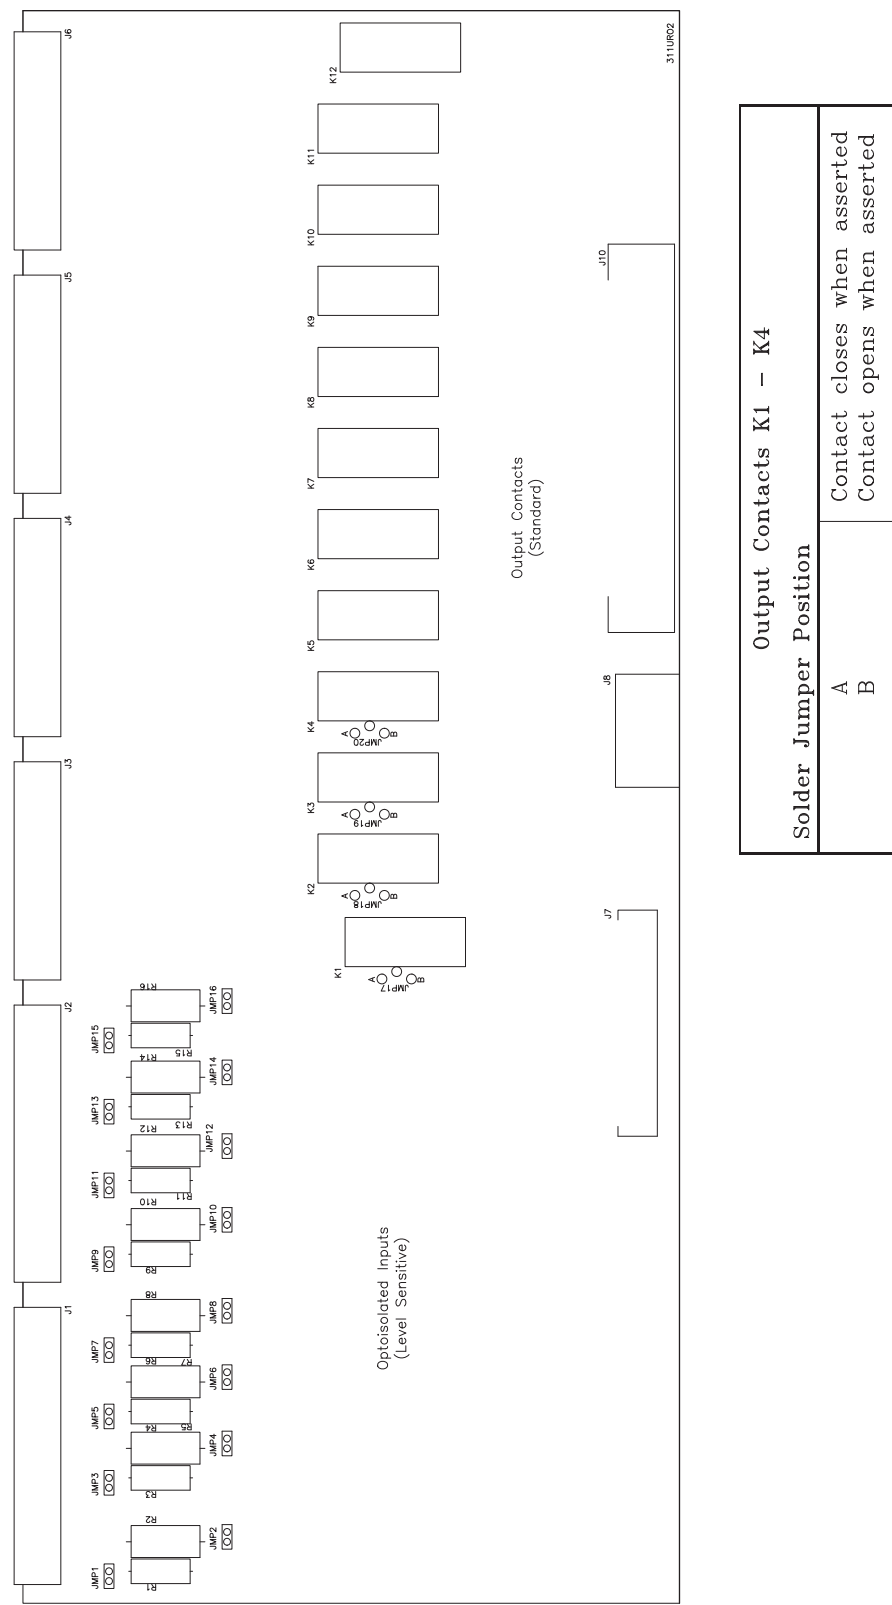 J1
J2
J3
J4
J5
J6
JMP1
JMP3
JMP5
JMP7
JMP9
JMP11
JMP13
JMP15
R1
R2
R3
R4
R5
R6
R7
R8
R9
R10
R11
R12
R13
R14
R15
R16
JMP2
JMP4
JMP6
JMP8
JMP10
JMP12
JMP14
JMP16
K1
K2
K3
K4
K5
K6
K7
K8
K9
K10
K11
K12
A
JMP17
B
A
JMP18
B
A
JMP19
B
A
JMP20
B
Optoisolated Inputs
(Level Sensitive)
Output Contacts
(Standard)
J7
J8
J10
311UR02
Output Contacts K1 – K4
Solder Jumper Position
A Contact closes when asserted
B Contact opens when asserted